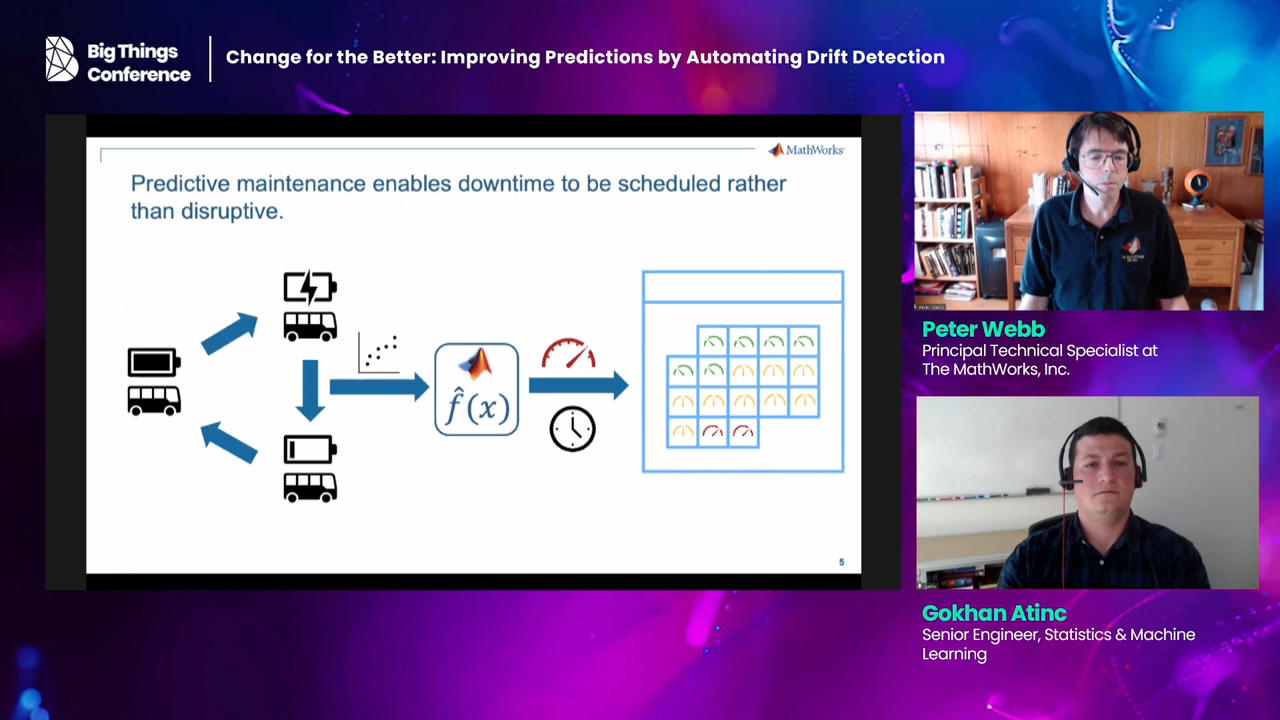 Big Things
Conference
Change for the Better: Improving Predictions by Automating Drift Detection
MathWorks
Predictive maintenance enables downtime to be scheduled rather
than disruptive.
f̂(x)
5
Peter Webb
Principal Technical Specialist at
The MathWorks, Inc.
Gokhan Atinc
Senior Engineer, Statistics & Machine
Learning